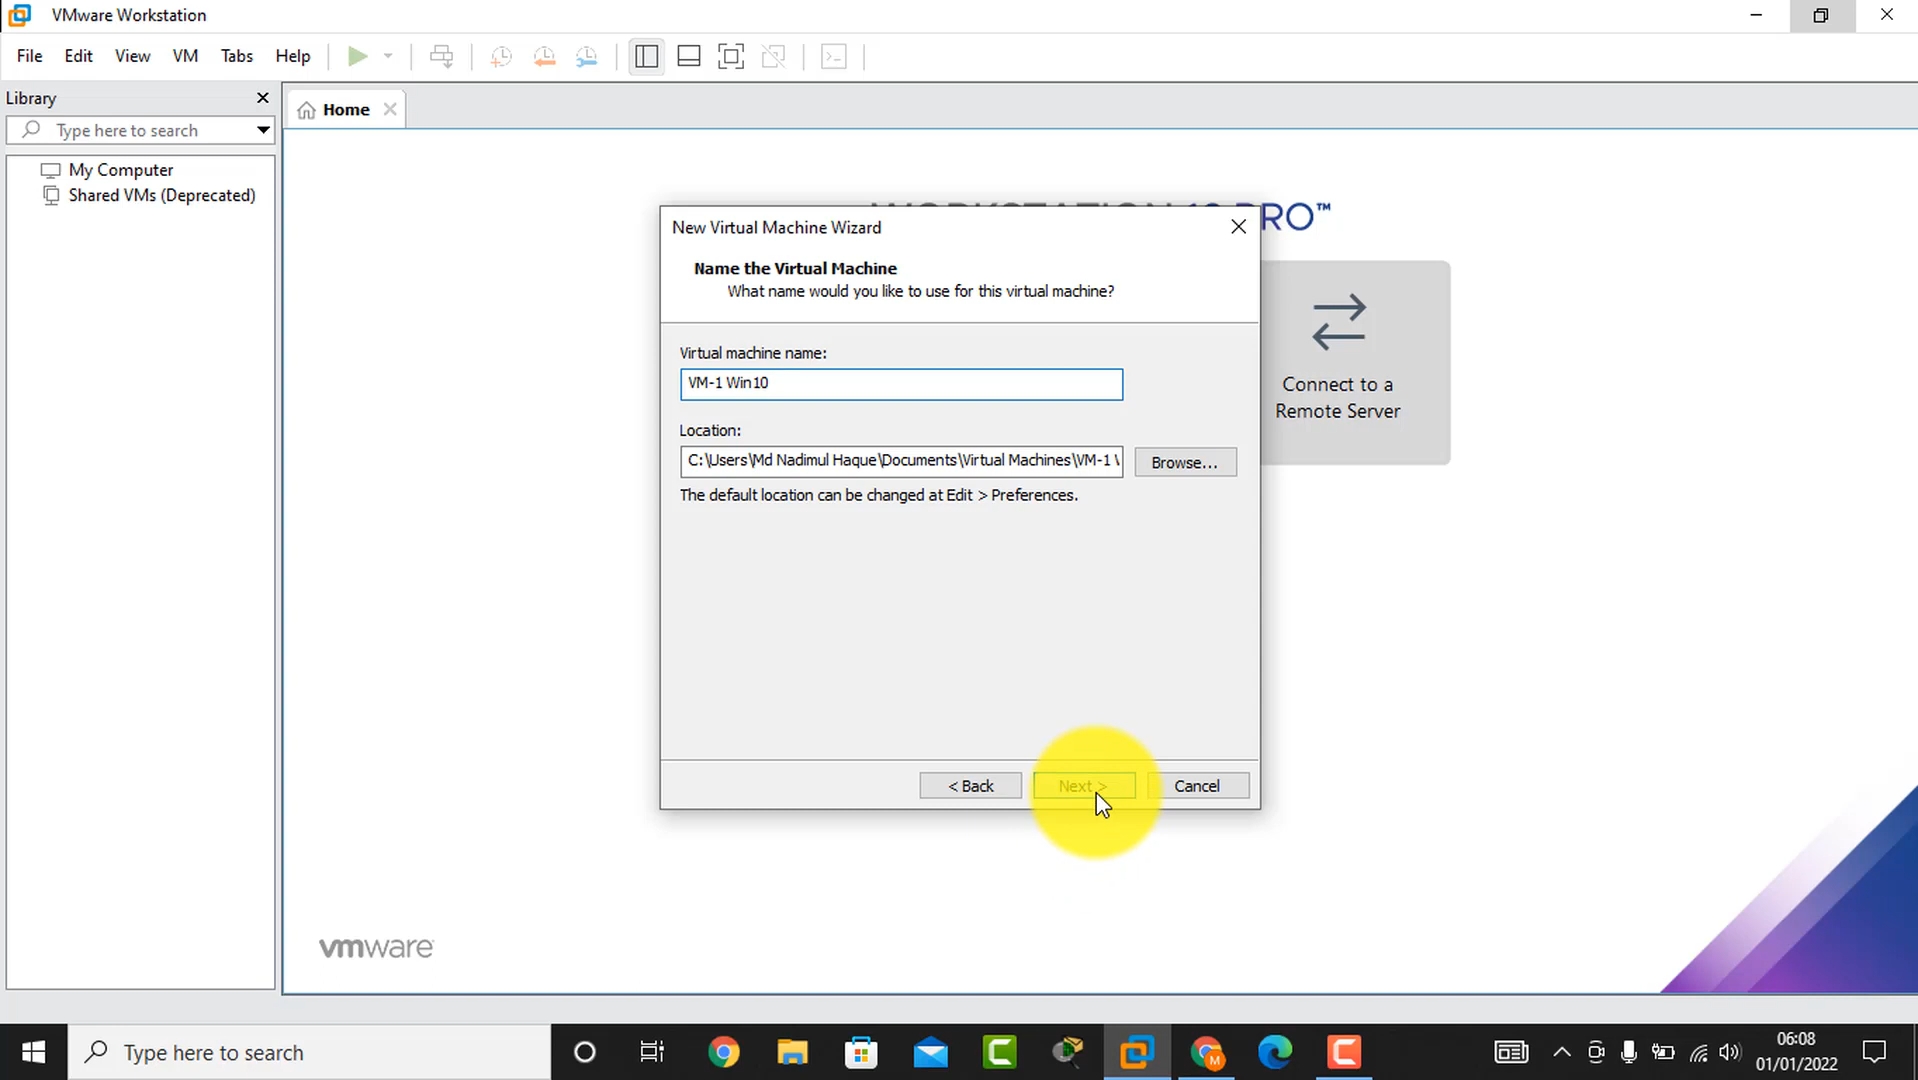 VMware Workstation
File Edit View VM Tabs Help
Library
Home
Type here to search
My Computer
Shared VMs (Deprecated)
PRO™
New Virtual Machine Wizard
Name the Virtual Machine
What name would you like to use for this virtual machine?
Virtual machine name:
VM-1 Win10
Location:
C:\Users\Md Nadimul Haque\Documents\Virtual Machines\VM-1
Browse...
The default location can be changed at Edit > Preferences.
Connect to a
Remote Server
< Back Next > Cancel
vmware
Type here to search
M
06:08
01/01/2022